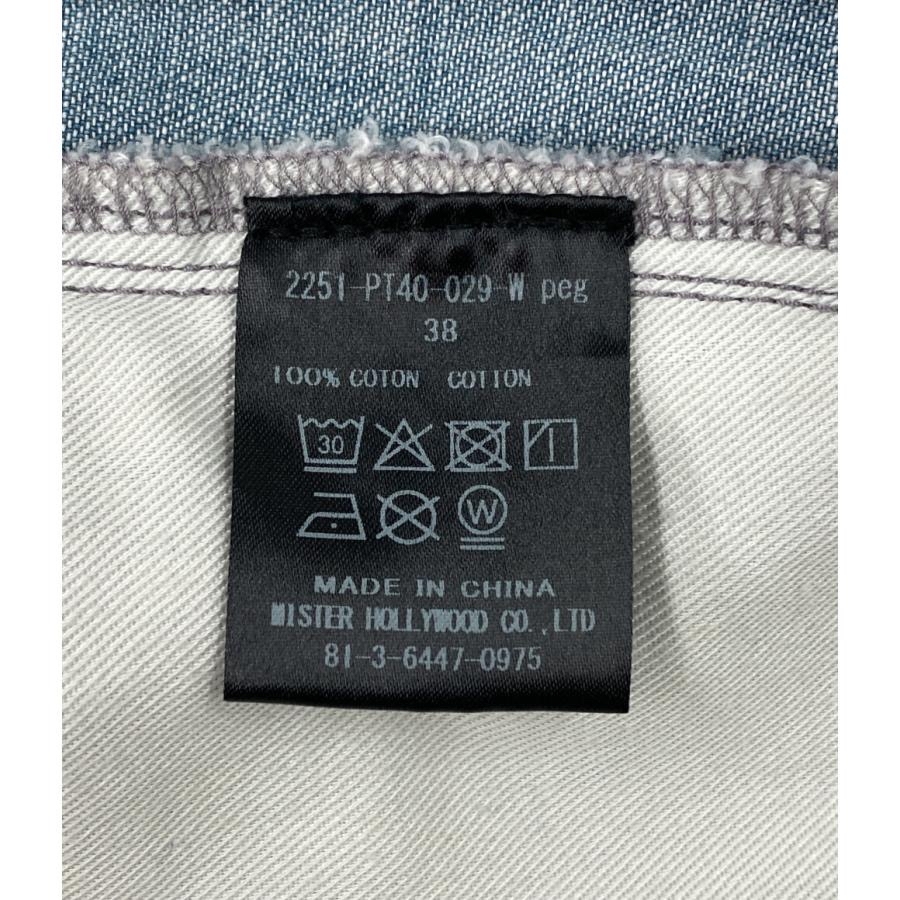 2251-PT40-029-W peg
38
100% COTON COTTON
30
W
MADE IN CHINA
MISTER HOLLYWOOD CO.,LTD
81-3-6447-0975